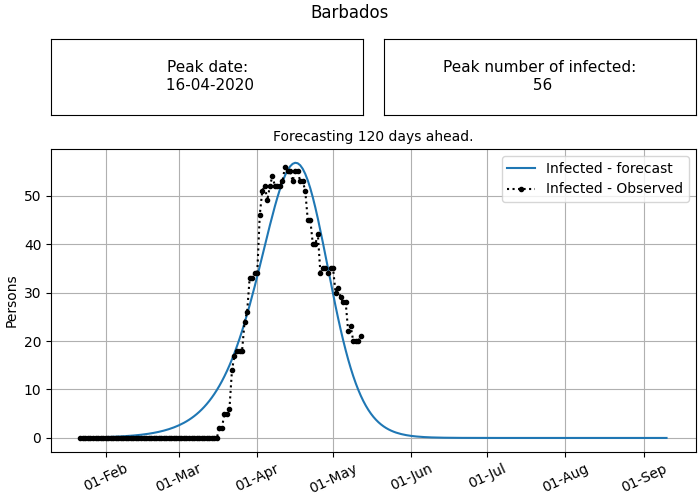 Barbados
Peak date:
16-04-2020
Peak number of infected:
56
Forecasting 120 days ahead.
Infected - forecast
Infected - Observed
Persons
50
40
30
20
10
0
01-Feb
01-Mar
01-Apr
01-May
01-Jun
01-Jul
01-Aug
01-Sep